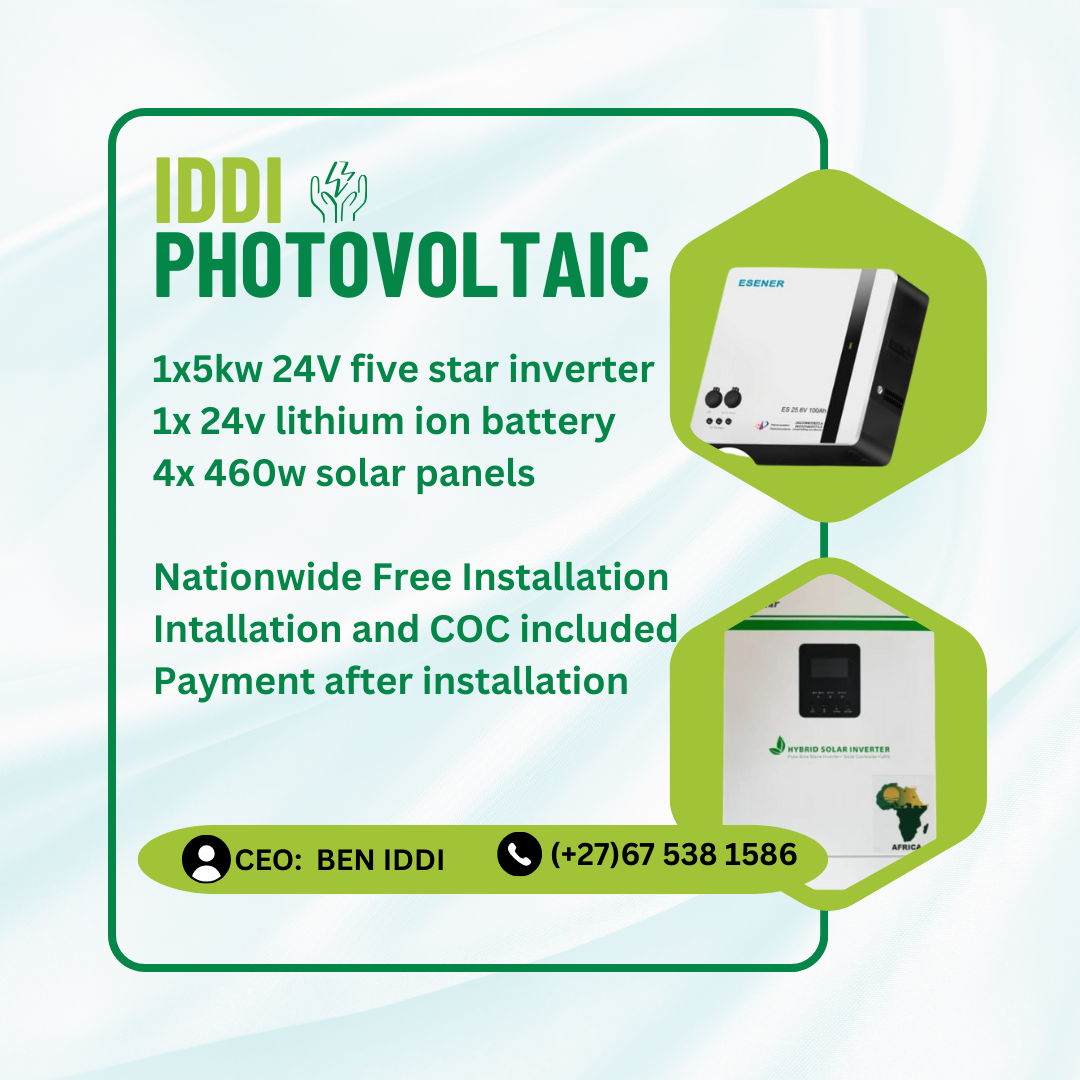 IDDI
PHOTOVOLTAIC
1x5kw 24V five star inverter
1x 24v lithium ion battery
4x 460w solar panels
Nationwide Free Installation
Intallation and COC included
Payment after installation
CEO: BEN IDDI
(+27)67 538 1586
ESENER
ES 25.6V 100Ah
HYBRID SOLAR INVERTER
AFRICA